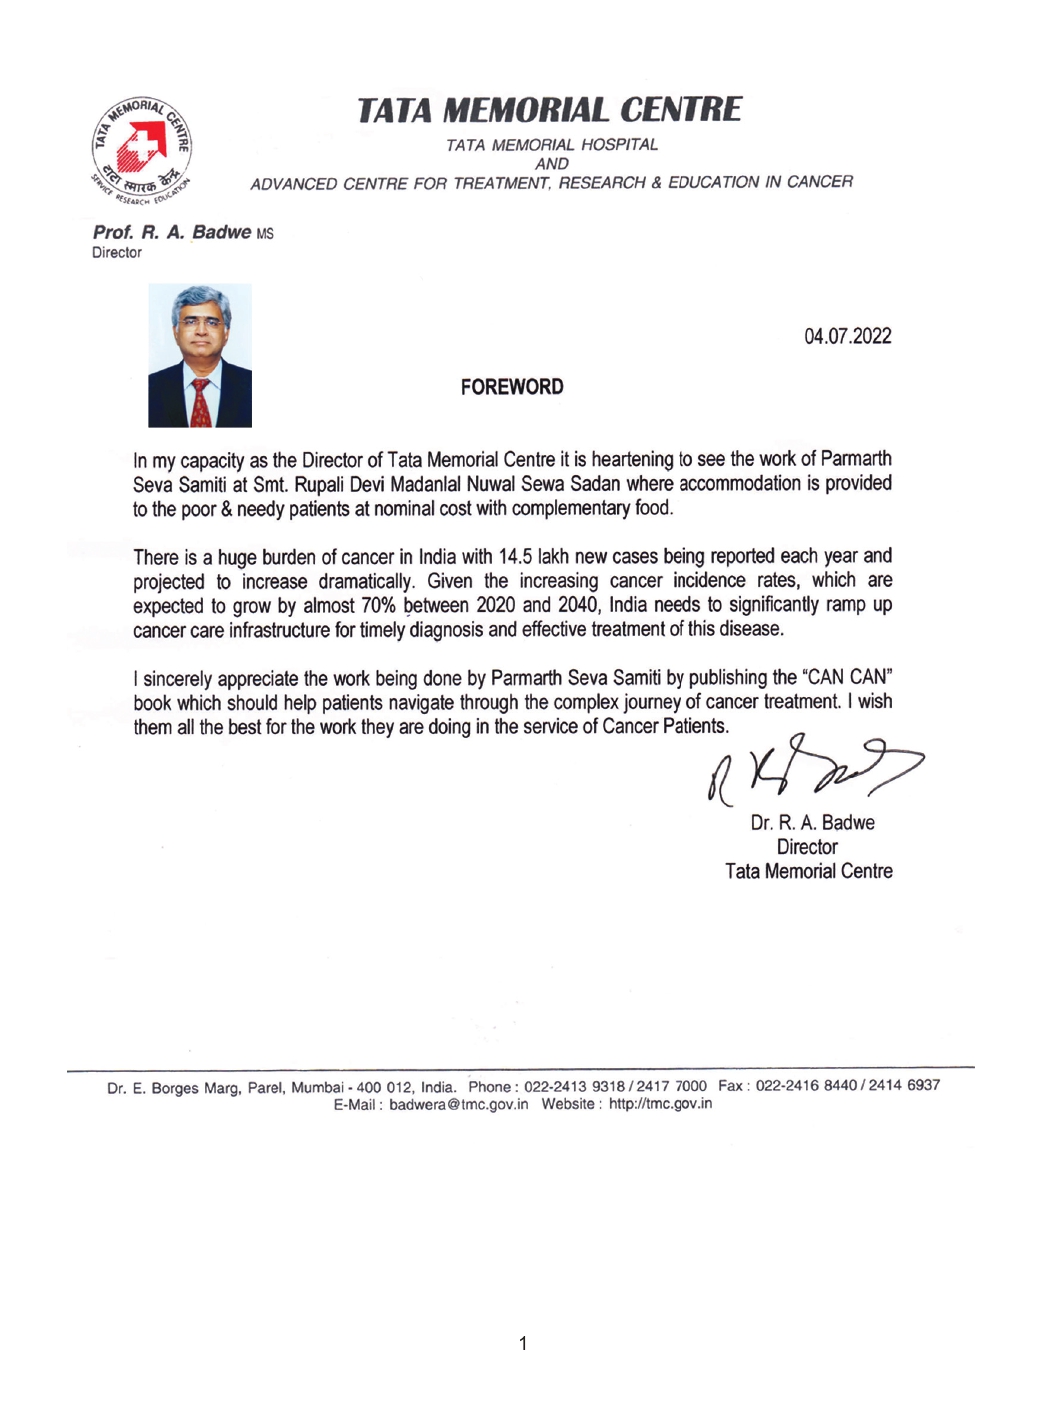 TATA MEMORIAL CENTRE
टाटा स्मारक केन्द्र
SERVICE RESEARCH EDUCATION
TATA MEMORIAL CENTRE
TATA MEMORIAL HOSPITAL
AND
ADVANCED CENTRE FOR TREATMENT, RESEARCH & EDUCATION IN CANCER
Prof. R. A. Badwe MS
Director
04.07.2022
FOREWORD
In my capacity as the Director of Tata Memorial Centre it is heartening to see the work of Parmarth
Seva Samiti at Smt. Rupali Devi Madanlal Nuwal Sewa Sadan where accommodation is provided
to the poor & needy patients at nominal cost with complementary food.
There is a huge burden of cancer in India with 14.5 lakh new cases being reported each year and
projected to increase dramatically. Given the increasing cancer incidence rates, which are
expected to grow by almost 70% between 2020 and 2040, India needs to significantly ramp up
cancer care infrastructure for timely diagnosis and effective treatment of this disease.
I sincerely appreciate the work being done by Parmarth Seva Samiti by publishing the “CAN CAN”
book which should help patients navigate through the complex journey of cancer treatment. I wish
them all the best for the work they are doing in the service of Cancer Patients.
Dr. R. A. Badwe
Director
Tata Memorial Centre
Dr. E. Borges Marg, Parel, Mumbai - 400 012, India. Phone : 022-2413 9318 / 2417 7000 Fax : 022-2416 8440 / 2414 6937
E-Mail : badwera@tmc.gov.in Website : http://tmc.gov.in
1